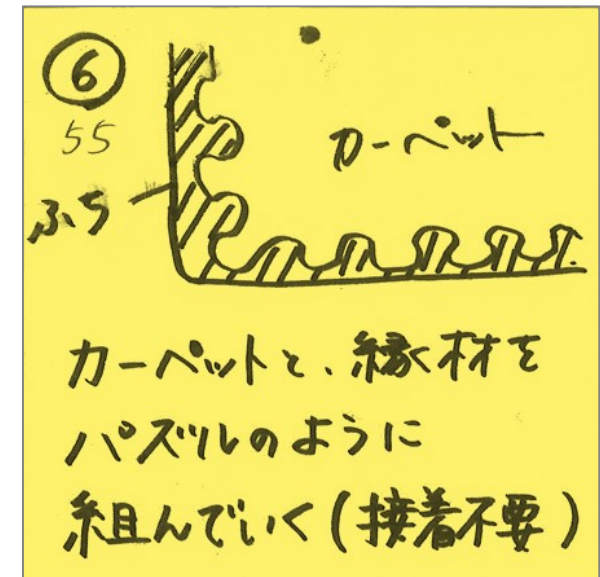 ⑥
55
カーペット
ふち
カーペットと、縁材を
パズルのように
組んでいく(接着不要)